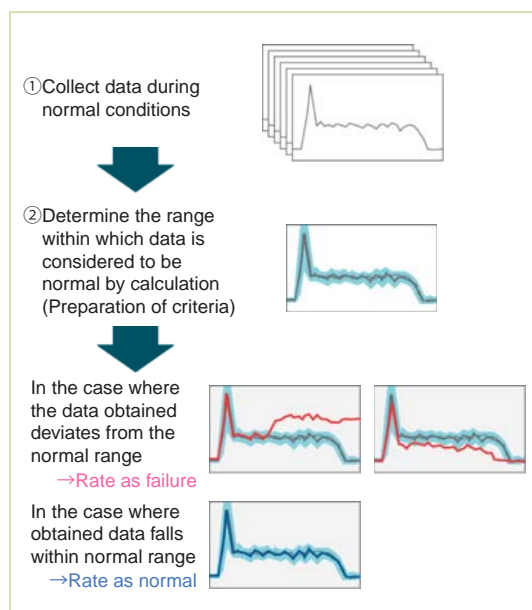 ①Collect data during
normal conditions
②Determine the range
within which data is
considered to be
normal by calculation
(Preparation of criteria)
In the case where
the data obtained
deviates from the
normal range
→Rate as failure
In the case where
obtained data falls
within normal range
→Rate as normal